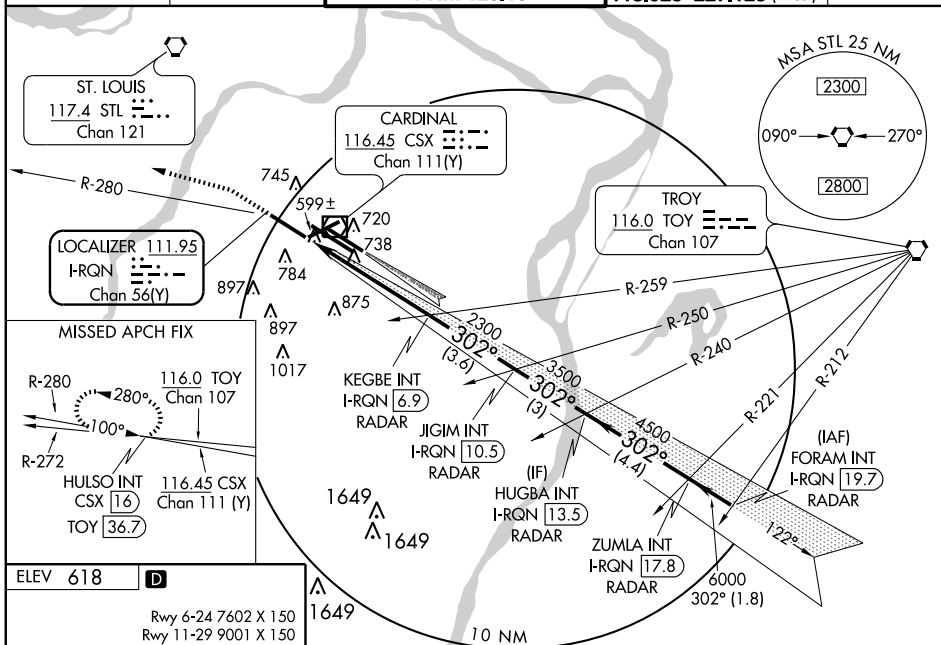 MSA STL 25 NM
2300
090°
270°
2800
ST. LOUIS
117.4 STL
Chan 121
CARDINAL
116.45 CSX
Chan 111(Y)
R-280
745
599±
720
738
784
897
875
897
1017
TROY
116.0 TOY
Chan 107
LOCALIZER 111.95
I-RQN
Chan 56(Y)
R-259
R-250
R-240
R-221
R-212
2300
302°
(3.6)
3500
302°
(3)
4500
302°
(4.4)
KEGBE INT
I-RQN 6.9
RADAR
JIGIM INT
I-RQN 10.5
RADAR
(IF)
HUGBA INT
I-RQN 13.5
RADAR
(IAF)
FORAM INT
I-RQN 19.7
RADAR
ZUMLA INT
I-RQN 17.8
RADAR
122°
6000
302° (1.8)
MISSED APCH FIX
R-280
116.0 TOY
Chan 107
280°
100°
R-272
HULSO INT
CSX 16
TOY 36.7
116.45 CSX
Chan 111 (Y)
1649
1649
1649
10 NM
ELEV 618 D
Rwy 6-24 7602 X 150
Rwy 11-29 9001 X 150